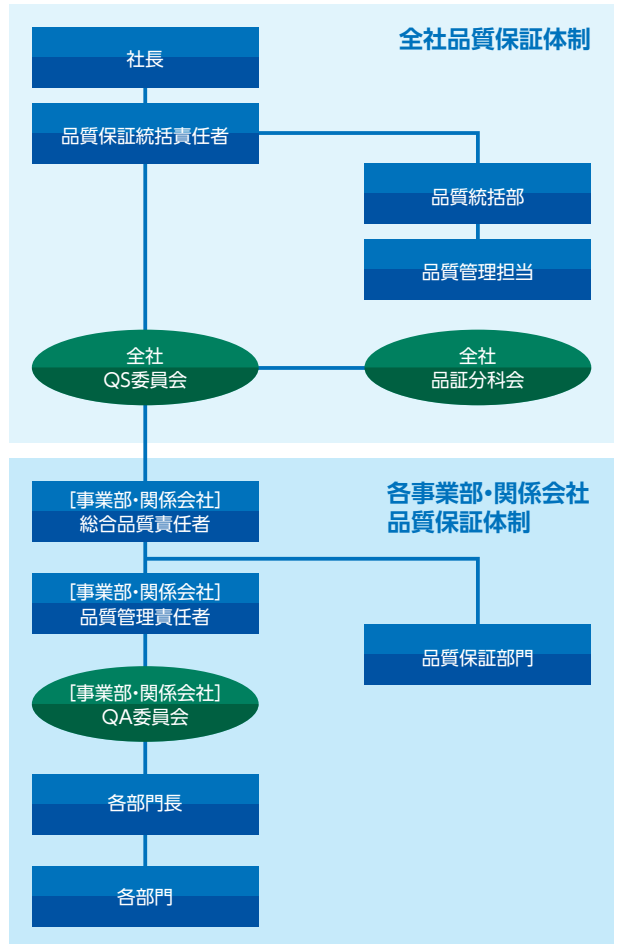 全社品質保証体制
社長
品質保証統括責任者
品質統括部
品質管理担当
全社
QS委員会
全社
品証分科会
各事業部・関係会社
品質保証体制
[事業部・関係会社]
総合品質責任者
[事業部・関係会社]
品質管理責任者
品質保証部門
[事業部・関係会社]
QA委員会
各部門長
各部門